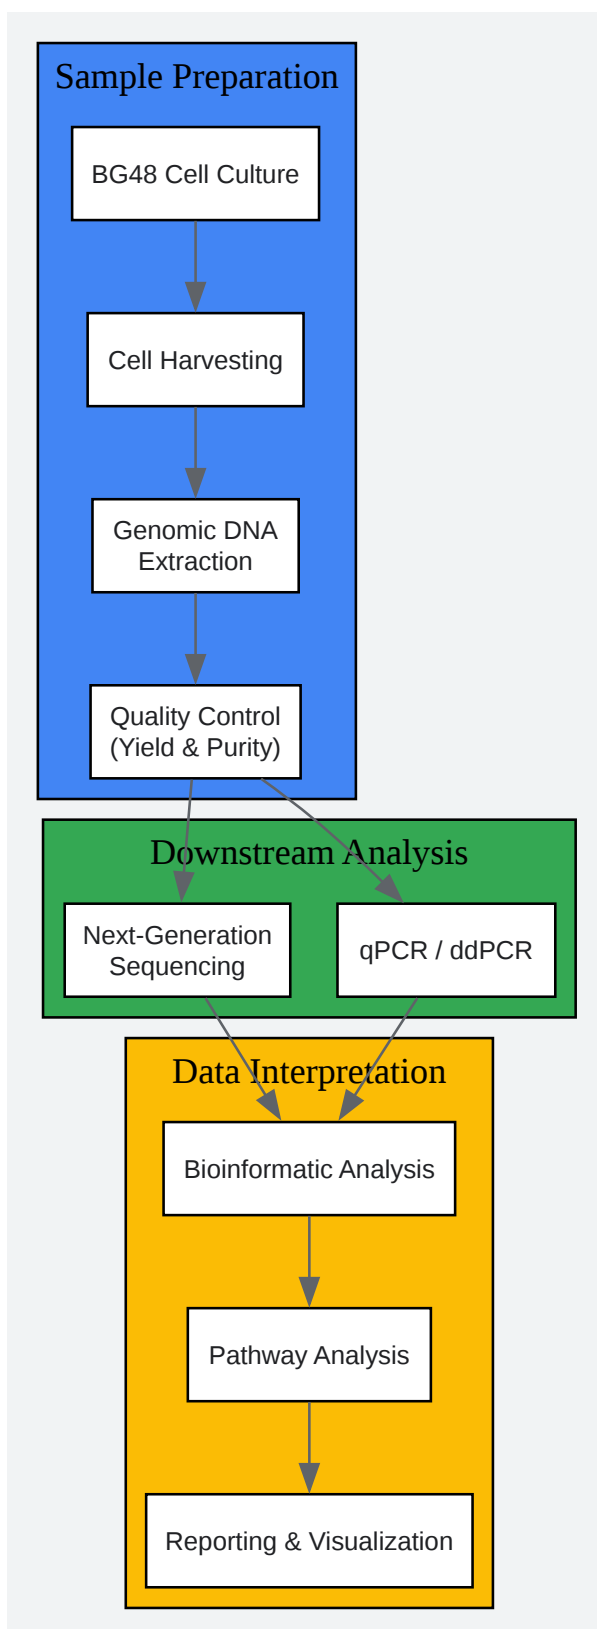 Sample Preparation
BG48 Cell Culture
Cell Harvesting
Genomic DNA
Extraction
Quality Control
(Yield & Purity)
Downstream Analysis
Next-Generation
Sequencing
qPCR / ddPCR
Data Interpretation
Bioinformatic Analysis
Pathway Analysis
Reporting & Visualization